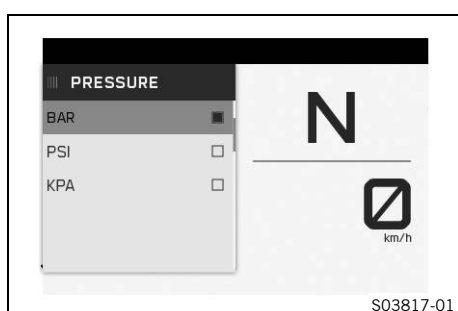 PRESSURE
BAR
PSI
KPA
N
0
km/h
S03817-01